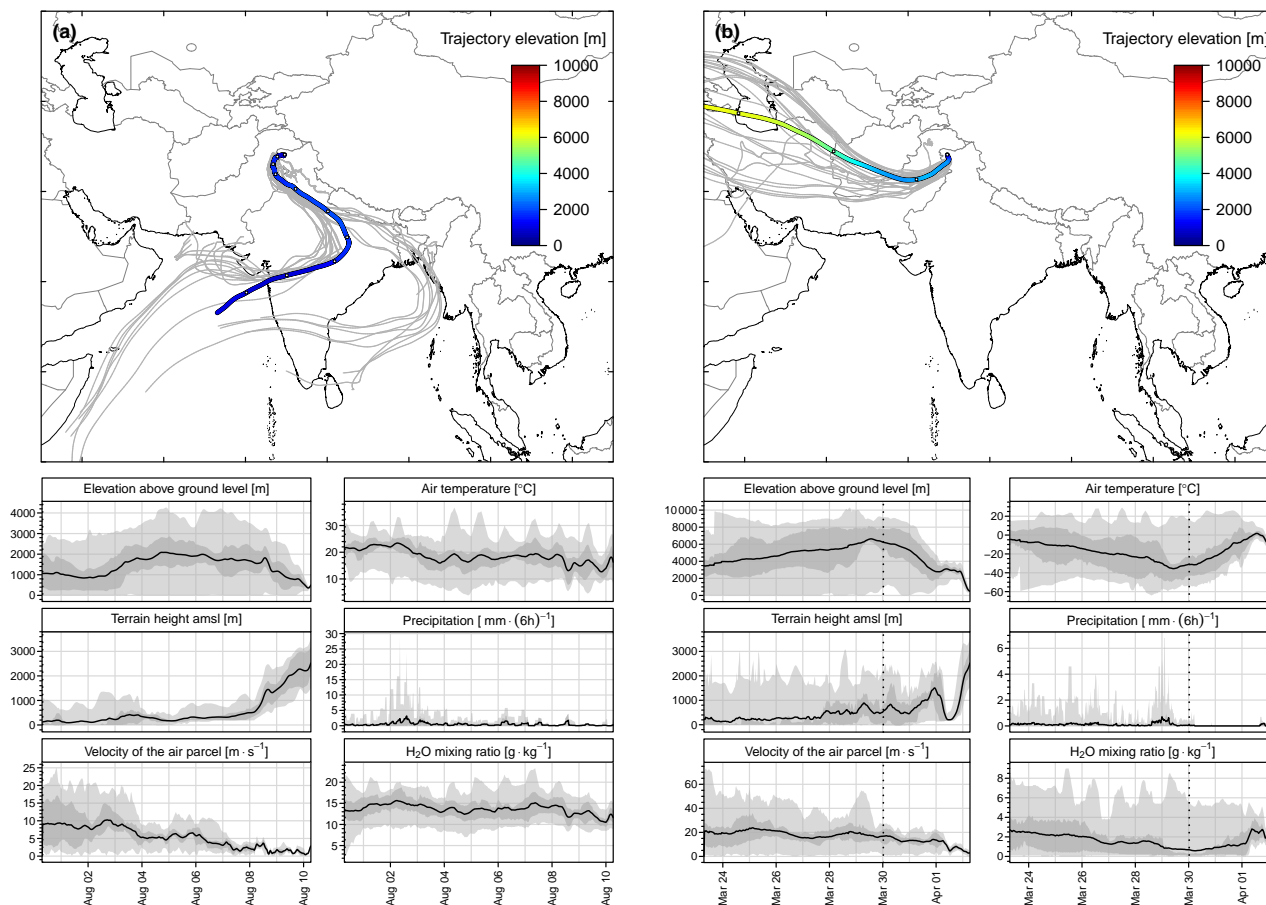 (a)
Trajectory elevation [m]
10000
8000
6000
4000
2000
0
(b)
Trajectory elevation [m]
10000
8000
6000
4000
2000
0
Elevation above ground level [m]
4000
3000
2000
1000
0
Air temperature [°C]
30
20
10
Terrain height amsl [m]
3000
2000
1000
0
Precipitation [ mm · (6h)⁻¹]
30
25
20
15
10
5
0
Velocity of the air parcel [m · s⁻¹]
25
20
15
10
5
0
H₂O mixing ratio [g · kg⁻¹]
20
15
10
5
Aug 02
Aug 04
Aug 06
Aug 08
Aug 10
Aug 02
Aug 04
Aug 06
Aug 08
Aug 10
Elevation above ground level [m]
10000
8000
6000
4000
2000
0
Air temperature [°C]
20
0
−20
−40
−60
Terrain height amsl [m]
3000
2000
1000
0
Precipitation [ mm · (6h)⁻¹]
6
4
2
0
Velocity of the air parcel [m · s⁻¹]
60
40
20
0
H₂O mixing ratio [g · kg⁻¹]
8
6
4
2
0
Mar 24
Mar 26
Mar 28
Mar 30
Apr 01
Mar 24
Mar 26
Mar 28
Mar 30
Apr 01